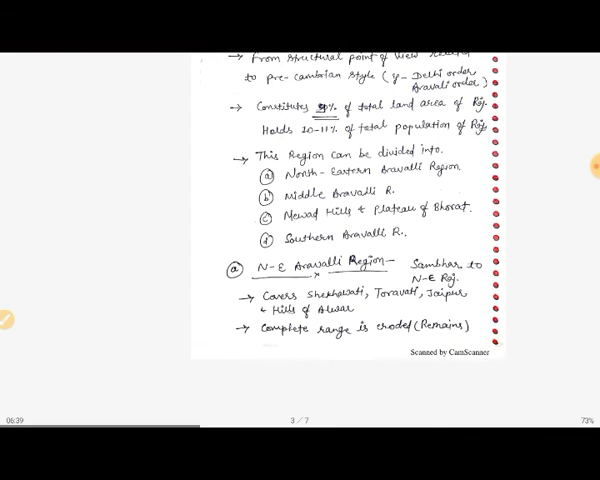 → From structural point of view related
to pre-cambrian style (g- Delhi order,
Aravali order)
→ Constitutes 9% of total land area of Raj.
Holds 10-11% of total population of Raj.
→ This Region can be divided into.
(a) North-Eastern Aravalli Region
(b) Middle Aravalli R.
(c) Mewad Hills & Plateau of Bhorat.
(d) Southern Aravalli R.
(a) N-E Aravalli Region - Sambhar to
N-E Raj.
→ Covers Shekhawati, Toravati, Jaipur
& Hills of Alwar
→ Complete range is eroded (Remains)
Scanned by CamScanner
06:39
3 / 7
73%